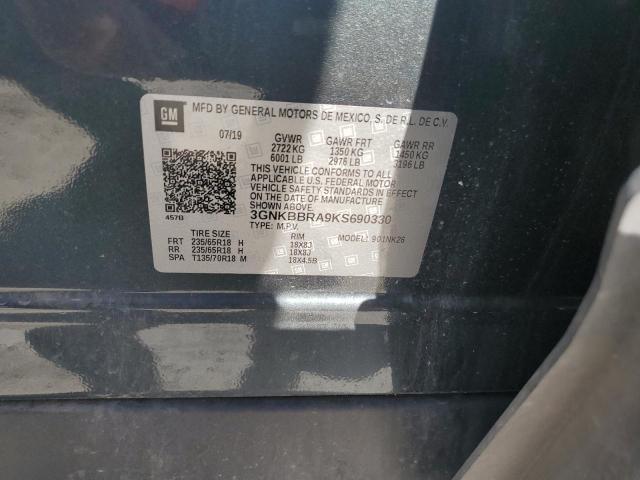 GM MFD BY GENERAL MOTORS DE MEXICO, S. DE R.L. DE C.V.
07/19 GVWR GAWR FRT GAWR RR
2722 KG 1350 KG 1450 KG
6001 LB 2976 LB 3196 LB
THIS VEHICLE CONFORMS TO ALL
APPLICABLE U.S. FEDERAL MOTOR
VEHICLE SAFETY STANDARDS IN
EFFECT ON THE DATE OF
MANUFACTURE SHOWN ABOVE.
3GNKBBRA9KS690330
4571B
TYPE: M.P.V. MODEL: 901NK26
TIRE SIZE RIM
FRT 235/65R18 H 18X8J
RR 235/65R18 H 18X8J
SPA T135/70R18 M 18X4.5B